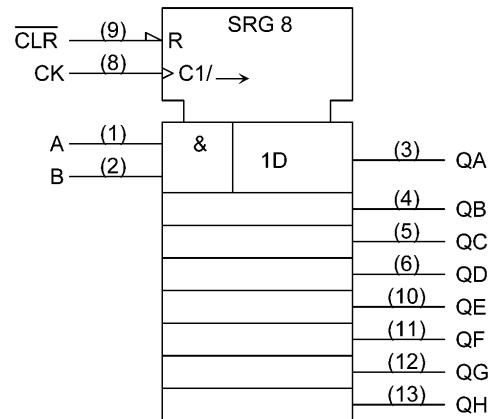 SRG 8
CLR (9) R
CK (8) C1/
A (1) & 1D (3) QA
B (2)
(4) QB
(5) QC
(6) QD
(10) QE
(11) QF
(12) QG
(13) QH